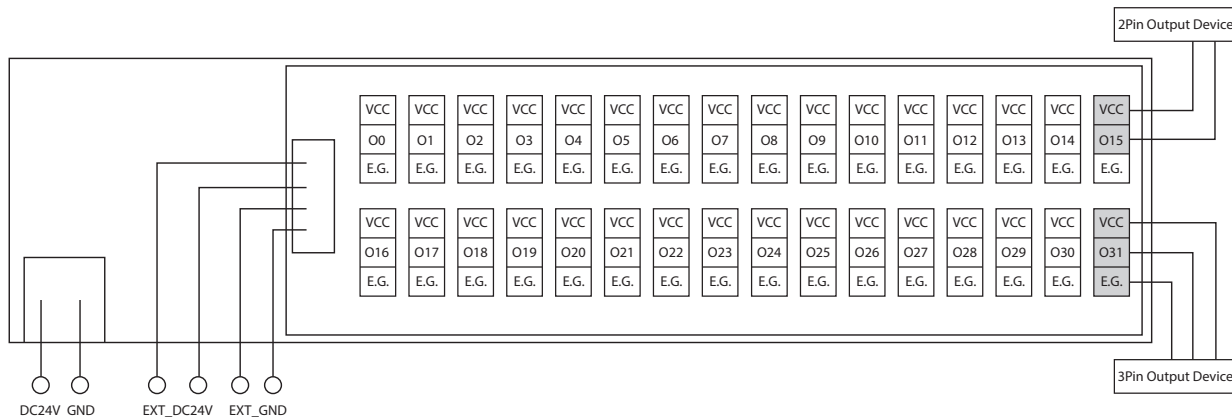 2Pin Output Device
VCC VCC VCC VCC VCC VCC VCC VCC VCC VCC VCC VCC VCC VCC VCC VCC
O0 O1 O2 O3 O4 O5 O6 O7 O8 O9 O10 O11 O12 O13 O14 O15
E.G. E.G. E.G. E.G. E.G. E.G. E.G. E.G. E.G. E.G. E.G. E.G. E.G. E.G. E.G. E.G.
VCC VCC VCC VCC VCC VCC VCC VCC VCC VCC VCC VCC VCC VCC VCC VCC
O16 O17 O18 O19 O20 O21 O22 O23 O24 O25 O26 O27 O28 O29 O30 O31
E.G. E.G. E.G. E.G. E.G. E.G. E.G. E.G. E.G. E.G. E.G. E.G. E.G. E.G. E.G. E.G.
3Pin Output Device
DC24V GND EXT_DC24V EXT_GND